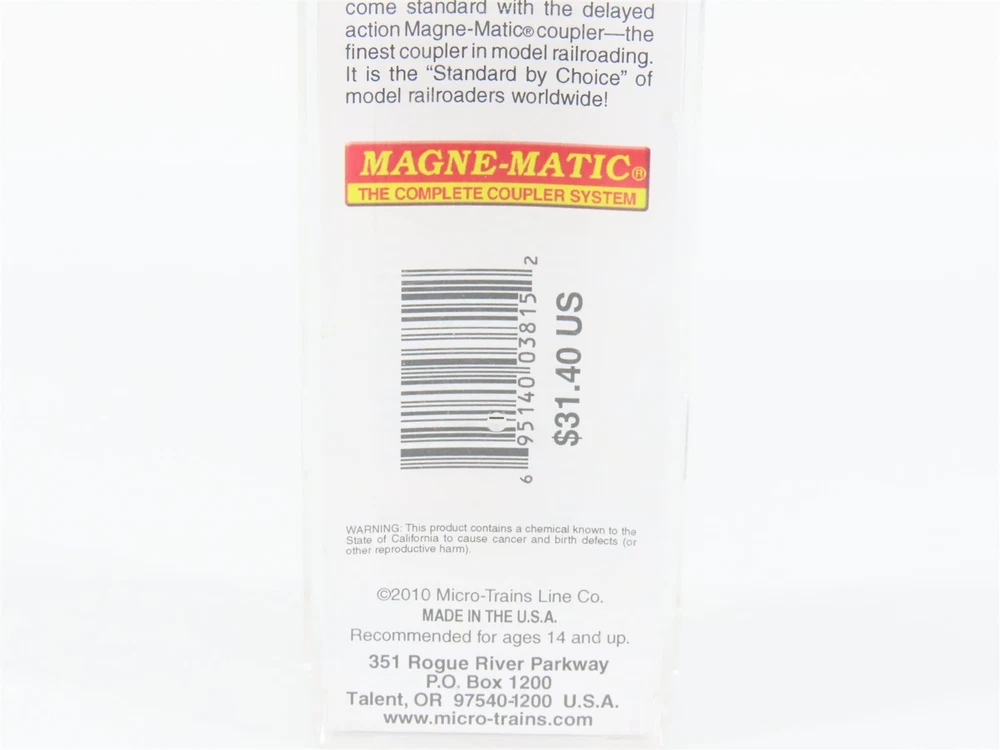 come standard with the delayed
action Magne-Matic® coupler—the
finest coupler in model railroading.
It is the “Standard by Choice” of
model railroaders worldwide!
MAGNE-MATIC®
THE COMPLETE COUPLER SYSTEM
6 95140 03815 2
$31.40 US
WARNING: This product contains a chemical known to the
State of California to cause cancer and birth defects (or
other reproductive harm).
©2010 Micro-Trains Line Co.
MADE IN THE U.S.A.
Recommended for ages 14 and up.
351 Rogue River Parkway
P.O. Box 1200
Talent, OR 97540-1200 U.S.A.
www.micro-trains.com